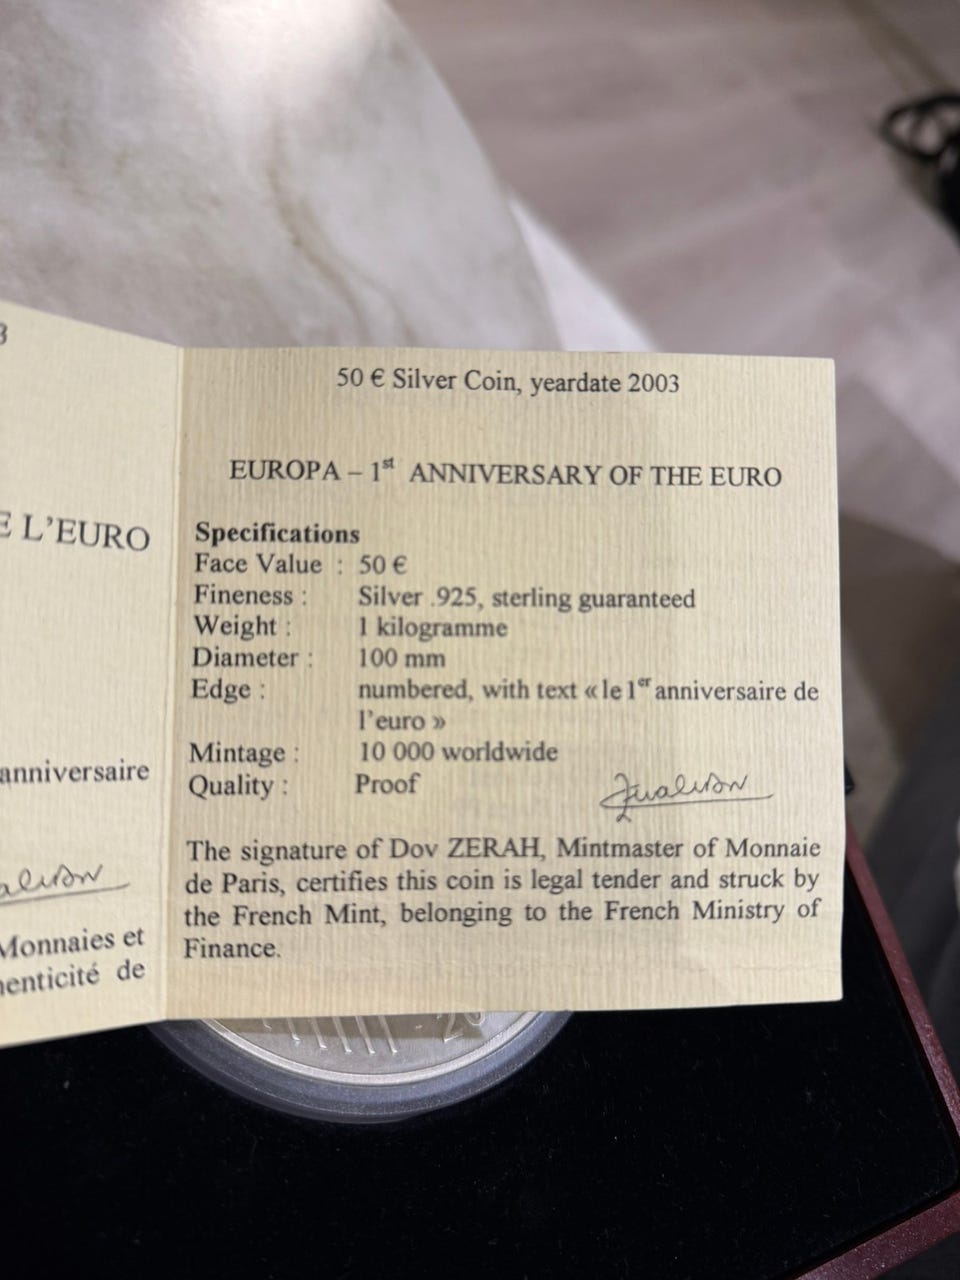 3
E L'EURO
anniversaire
Monnaies et
henticité de
50 € Silver Coin, yeardate 2003
EUROPA – 1st ANNIVERSARY OF THE EURO
Specifications
Face Value : 50 €
Fineness : Silver .925, sterling guaranteed
Weight : 1 kilogramme
Diameter : 100 mm
Edge : numbered, with text « le 1er anniversaire de
l'euro »
Mintage : 10 000 worldwide
Quality : Proof
The signature of Dov ZERAH, Mintmaster of Monnaie
de Paris, certifies this coin is legal tender and struck by
the French Mint, belonging to the French Ministry of
Finance.
20